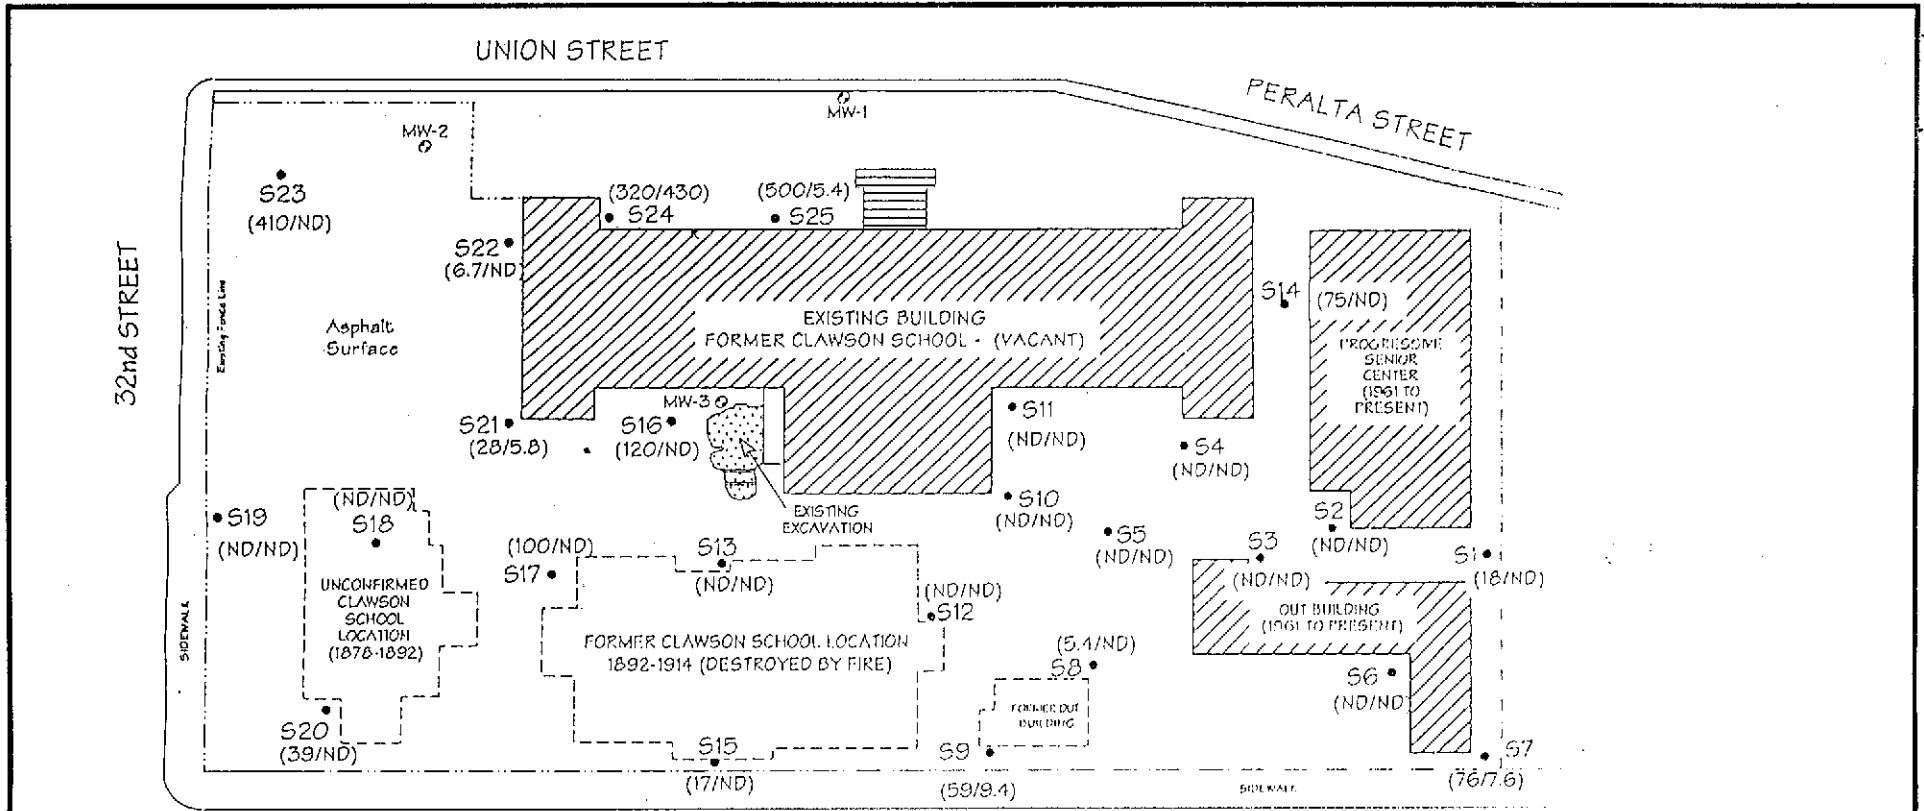 UNION STREET
PERALTA STREET
MW-1
MW-2
S23
(410/ND)
(320/430)
S24
(500/5.4)
S25
S22
(6.7/ND)
32nd STREET
Existing Fence Line
Asphalt
Surface
EXISTING BUILDING
FORMER CLAWSON SCHOOL - (VACANT)
S14
(75/ND)
PROGRESSIVE
SENIOR
CENTER
(1961 TO
PRESENT)
MW-3
S21
(28/5.8)
S16
(120/ND)
S11
(ND/ND)
S4
(ND/ND)
EXISTING
EXCAVATION
S10
(ND/ND)
S5
(ND/ND)
S2
(ND/ND)
S3
(ND/ND)
S1
(18/ND)
S19
(ND/ND)
(ND/ND)
S18
UNCONFIRMED
CLAWSON
SCHOOL
LOCATION
(1878-1892)
(100/ND)
S17
S13
(ND/ND)
(ND/ND)
S12
FORMER CLAWSON SCHOOL LOCATION
1892-1914 (DESTROYED BY FIRE)
OUT BUILDING
(1961 TO PRESENT)
(5.4/ND)
S8
S6
(ND/ND)
FORMER OUT
BUILDING
SIDEWALK
S20
(39/ND)
S15
(17/ND)
S9
(59/9.4)
S7
(76/7.6)
SIDEWALK